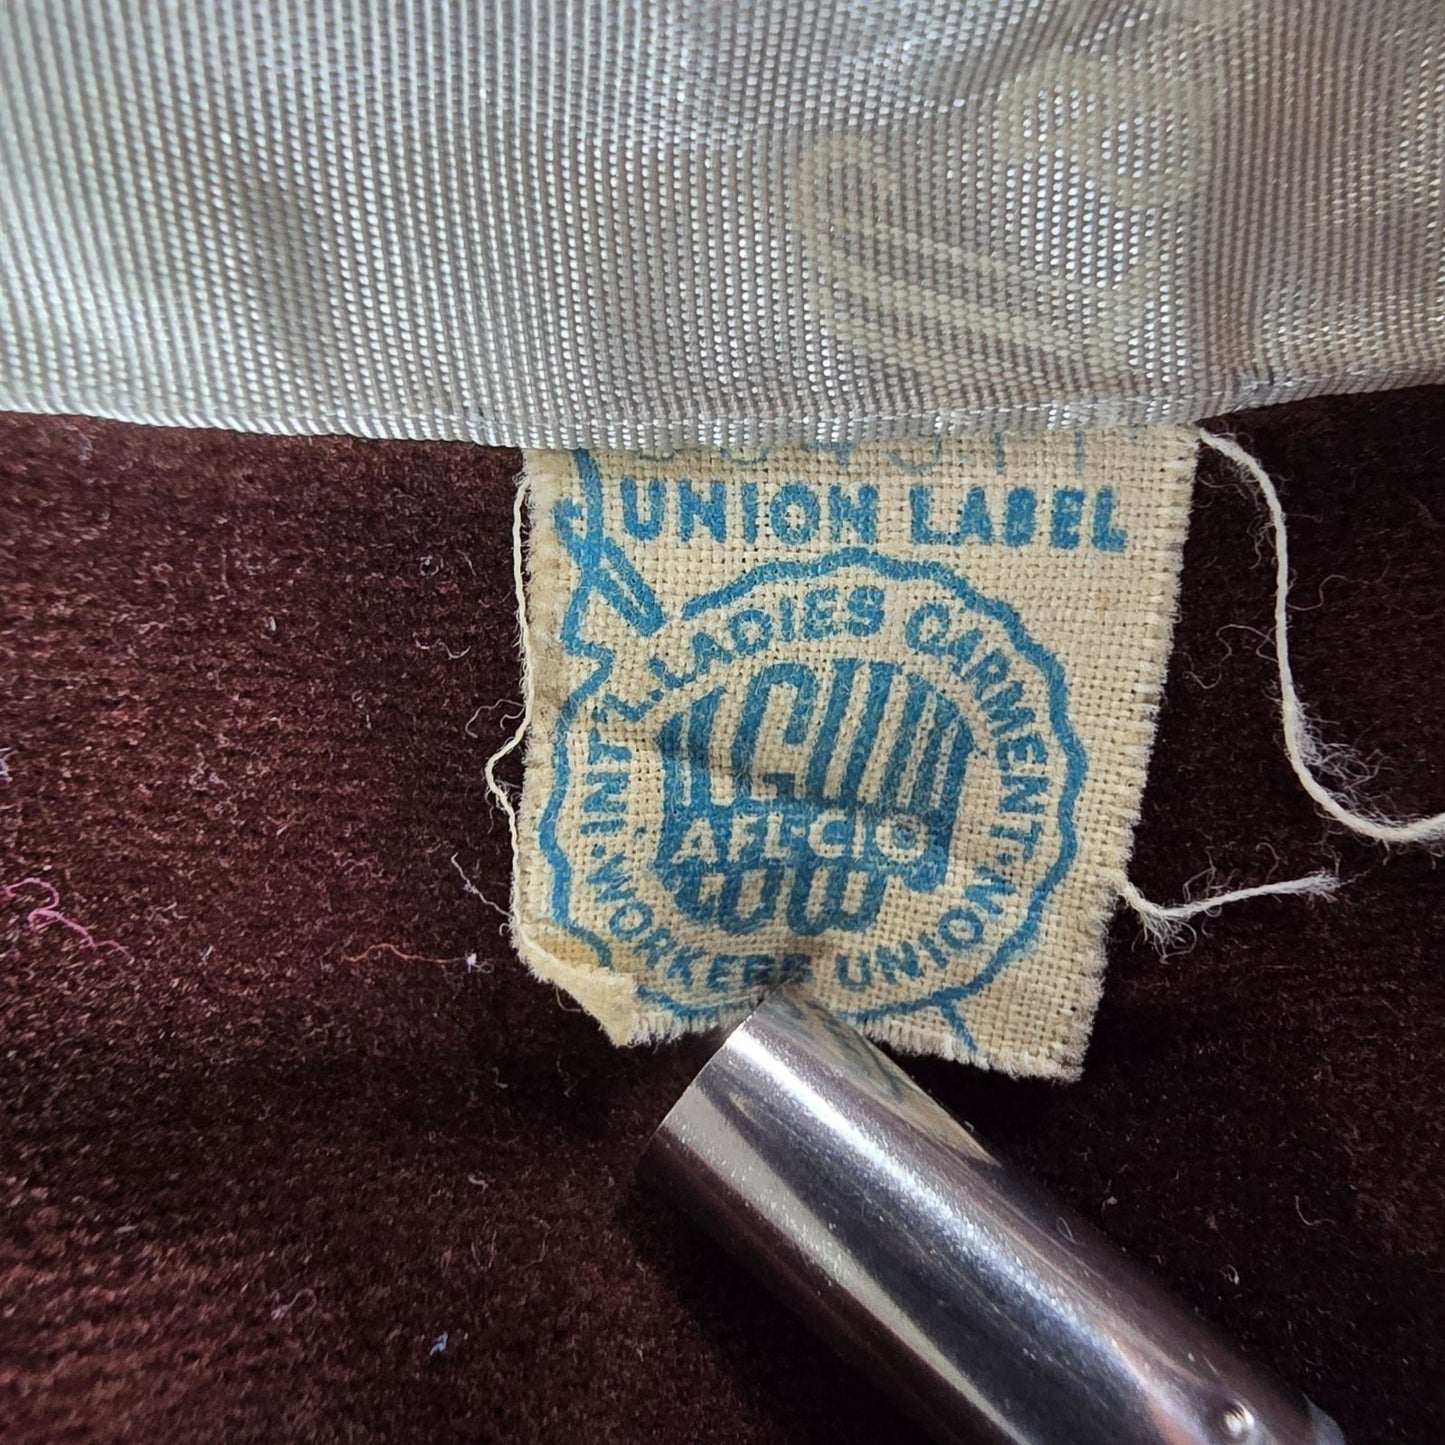 UNION LABEL
INT'L. LADIES GARMENT
WORKERS UNION
ILGWU
AFL-CIO